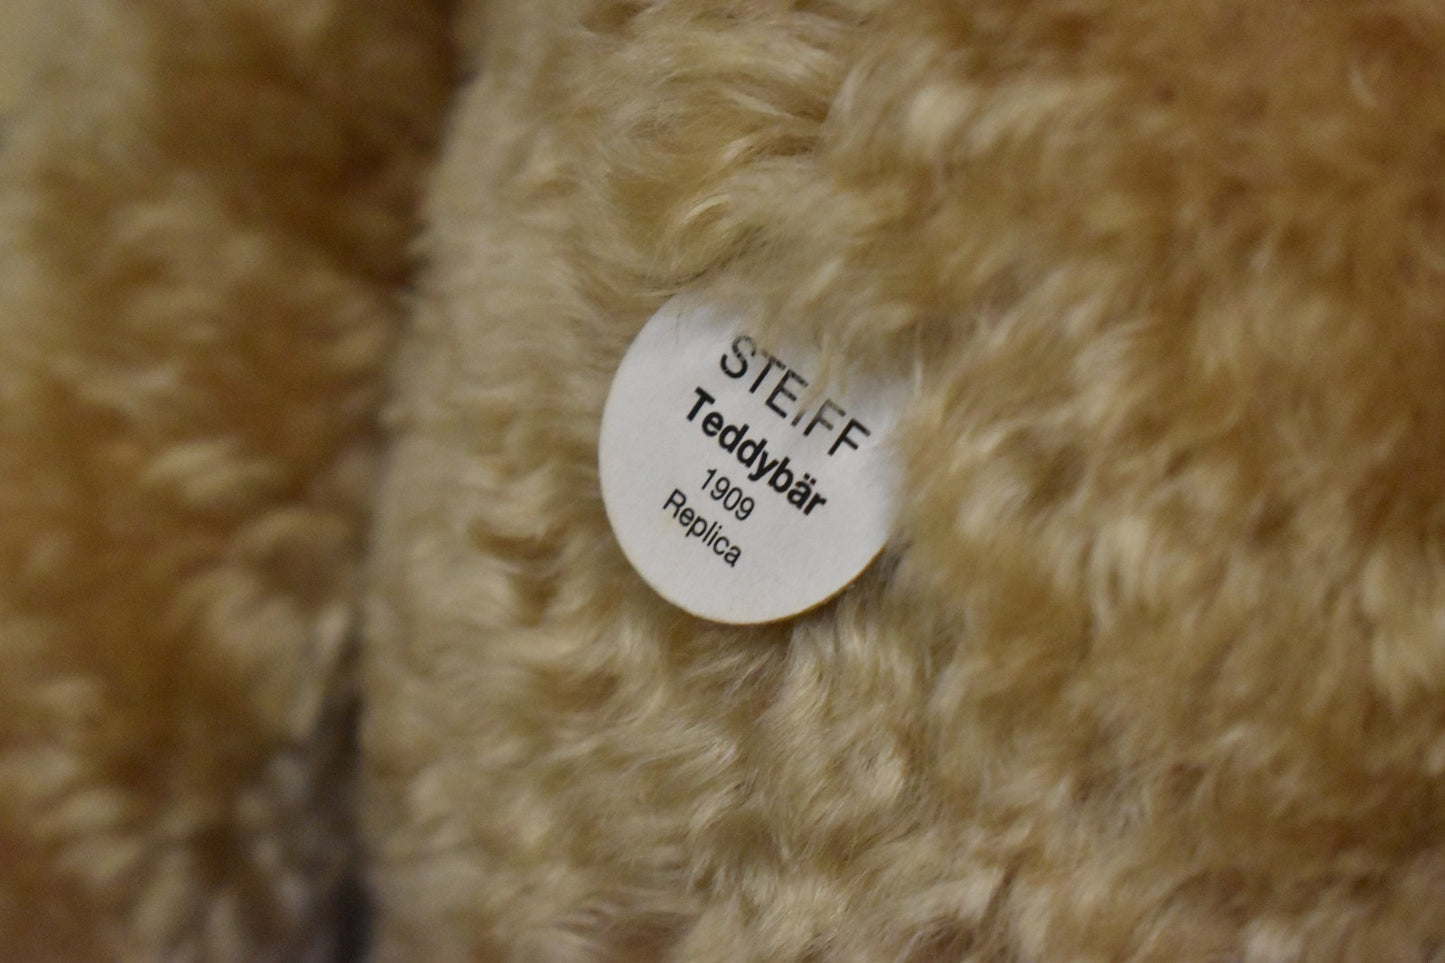 STEIFF
Teddybär
1909
Replica